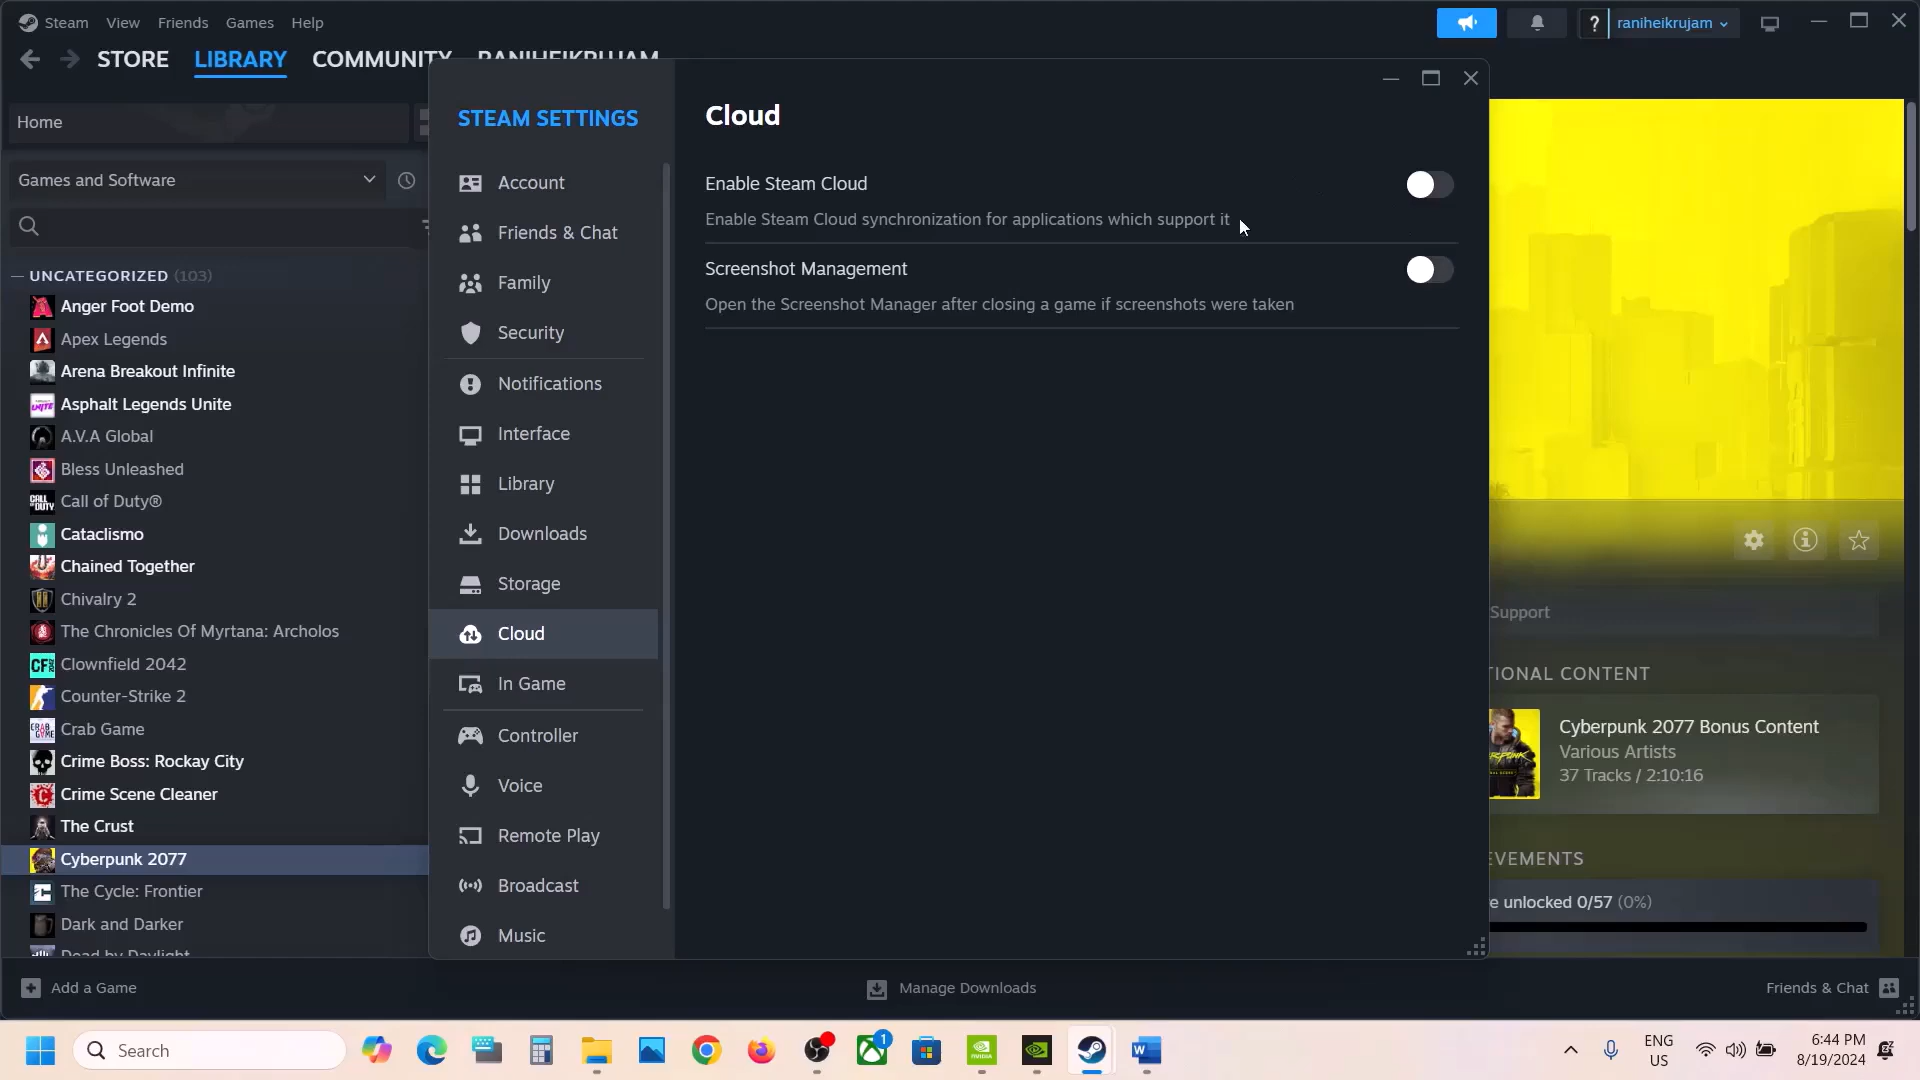 Steam View Friends Games Help
? raniheikrujam
STORE LIBRARY COMMUNITY RANIHEIKRUJAM
Home
Games and Software
UNCATEGORIZED (103)
Anger Foot Demo
Apex Legends
Arena Breakout Infinite
Asphalt Legends Unite
A.V.A Global
Bless Unleashed
Call of Duty®
Cataclismo
Chained Together
Chivalry 2
The Chronicles Of Myrtana: Archolos
Clownfield 2042
Counter-Strike 2
Crab Game
Crime Boss: Rockay City
Crime Scene Cleaner
The Crust
Cyberpunk 2077
The Cycle: Frontier
Dark and Darker
Dead by Daylight
STEAM SETTINGS
Account
Friends & Chat
Family
Security
Notifications
Interface
Library
Downloads
Storage
Cloud
In Game
Controller
Voice
Remote Play
Broadcast
Music
Cloud
Enable Steam Cloud
Enable Steam Cloud synchronization for applications which support it
Screenshot Management
Open the Screenshot Manager after closing a game if screenshots were taken
Support
TIONAL CONTENT
Cyberpunk 2077 Bonus Content
Various Artists
37 Tracks / 2:10:16
EVEMENTS
e unlocked 0/57 (0%)
Add a Game
Manage Downloads
Friends & Chat
Search
1
ENG
US
6:44 PM
8/19/2024